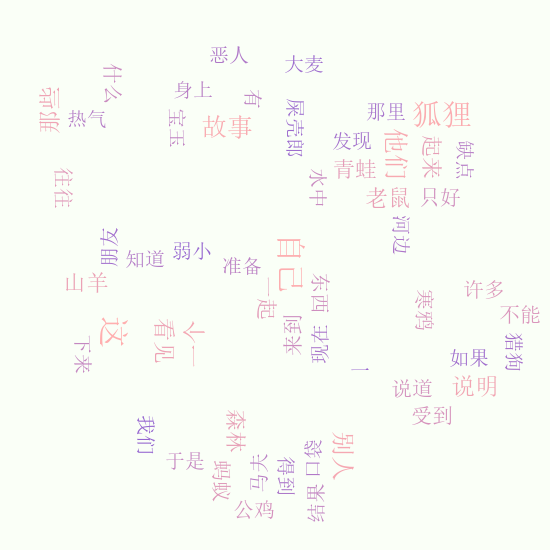 恶人
大麦
什么
身上
有
那里
狐狸
那需
热气
宝玉
故事
屎壳郎
发现
他们
起来
缺点
青蛙
往往
水中
老鼠
只好
河边
朋友
知道
弱小
准备
自己
山羊
一起
东西
寒鸦
许多
不能
这
看见
一个
到来
现在
下来
猎狗
如果
一
说道
说明
受到
我们
森林
别人
于是
蚂蚁
得到
袋口
公鸡